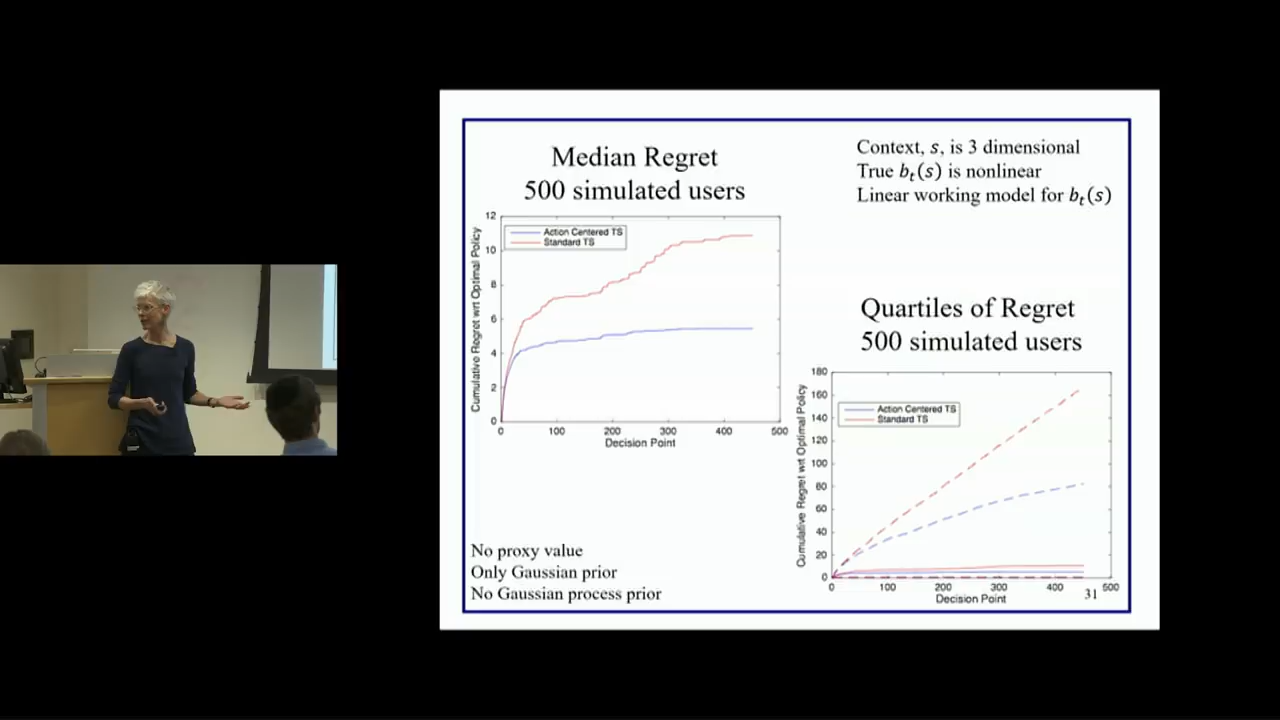 Median Regret
500 simulated users
Context, s, is 3 dimensional
True bₜ(s) is nonlinear
Linear working model for bₜ(s)
12
10
8
6
4
2
0
Cumulative Regret wrt Optimal Policy
Action Centered TS
Standard TS
0 100 200 300 400 500
Decision Point
Quartiles of Regret
500 simulated users
180
160
140
120
100
80
60
40
20
0
Cumulative Regret wrt Optimal Policy
Action Centered TS
Standard TS
0 100 200 300 400 500
Decision Point
No proxy value
Only Gaussian prior
No Gaussian process prior
31